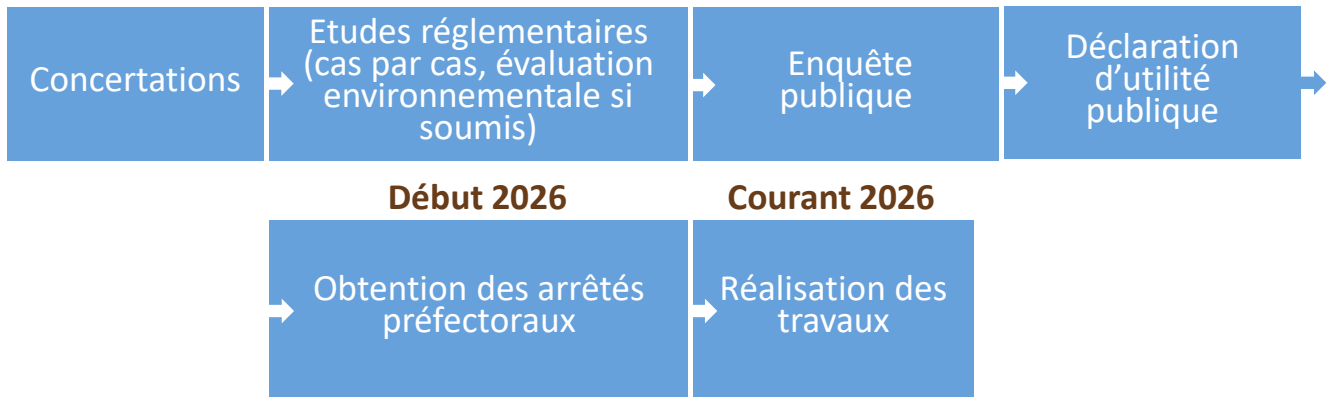 Concertations
Etudes réglementaires
(cas par cas, évaluation
environnementale si
soumis)
Enquête
publique
Déclaration
d’utilité
publique
Début 2026
Courant 2026
Obtention des arrêtés
préfectoraux
Réalisation des
travaux